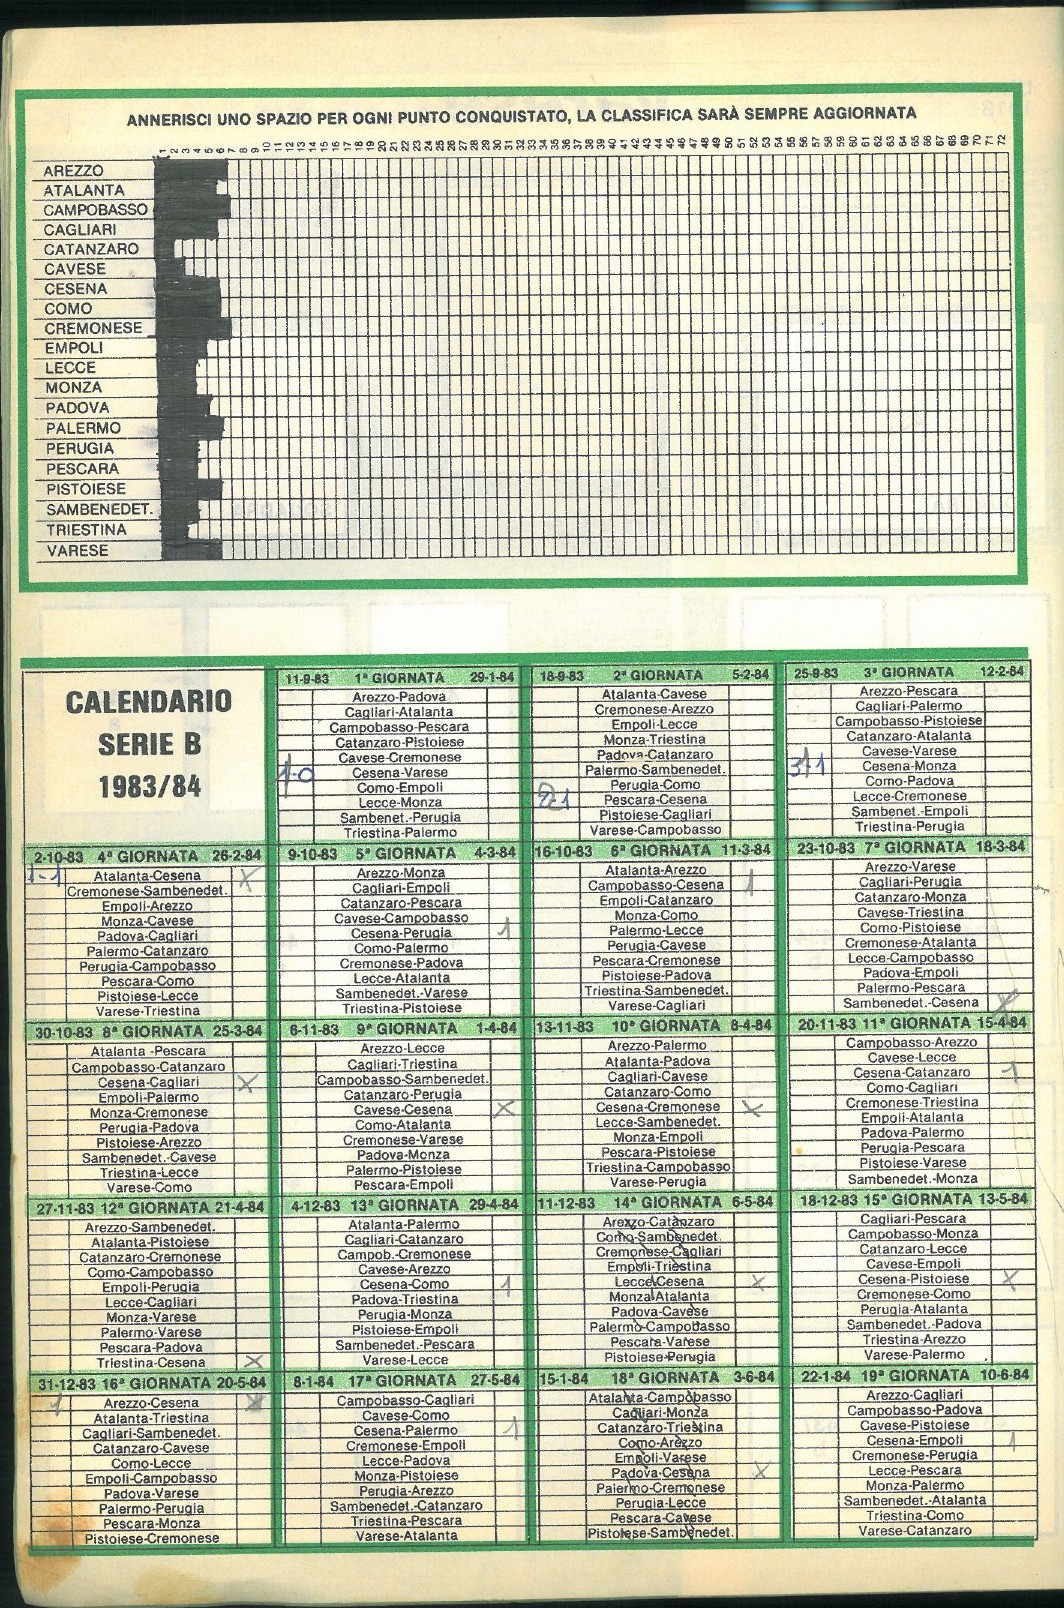 ANNERISCI UNO SPAZIO PER OGNI PUNTO CONQUISTATO, LA CLASSIFICA SARÀ SEMPRE AGGIORNATA
1 2 3 4 5 6 7 8 9 10 11 12 13 14 15 16 17 18 19 20 21 22 23 24 25 26 27 28 29 30 31 32 33 34 35 36 37 38 39 40 41 42 43 44 45 46 47 48 49 50 51 52 53 54 55 56 57 58 59 60 61 62 63 64 65 66 67 68 69 70 71 72
AREZZO
ATALANTA
CAMPOBASSO
CAGLIARI
CATANZARO
CAVESE
CESENA
COMO
CREMONESE
EMPOLI
LECCE
MONZA
PADOVA
PALERMO
PERUGIA
PESCARA
PISTOIESE
SAMBENEDET.
TRIESTINA
VARESE
CALENDARIO
SERIE B
1983/84
11-9-83 1ª GIORNATA 29-1-84
Arezzo-Padova
Cagliari-Atalanta
Campobasso-Pescara
Catanzaro-Pistoiese
Cavese-Cremonese
1-0 Cesena-Varese
Como-Empoli
Lecce-Monza
Sambenet.-Perugia
Triestina-Palermo
18-9-83 2ª GIORNATA 5-2-84
Atalanta-Cavese
Cremonese-Arezzo
Empoli-Lecce
Monza-Triestina
Padova-Catanzaro
Palermo-Sambenedet.
Perugia-Como
2-1 Pescara-Cesena
Pistoiese-Cagliari
Varese-Campobasso
25-9-83 3ª GIORNATA 12-2-84
Arezzo-Pescara
Cagliari-Palermo
Campobasso-Pistoiese
Catanzaro-Atalanta
Cavese-Varese
3-1 Cesena-Monza
Como-Padova
Lecce-Cremonese
Sambenet.-Empoli
Triestina-Perugia
2-10-83 4ª GIORNATA 26-2-84
1-1 Atalanta-Cesena X
Cremonese-Sambenedet.
Empoli-Arezzo
Monza-Cavese
Padova-Cagliari
Palermo-Catanzaro
Perugia-Campobasso
Pescara-Como
Pistoiese-Lecce
Varese-Triestina
9-10-83 5ª GIORNATA 4-3-84
Arezzo-Monza
Cagliari-Empoli
Catanzaro-Pescara
Cavese-Campobasso
Cesena-Perugia 1
Como-Palermo
Cremonese-Padova
Lecce-Atalanta
Sambenedet.-Varese
Triestina-Pistoiese
16-10-83 6ª GIORNATA 11-3-84
Atalanta-Arezzo
Campobasso-Cesena 1
Empoli-Catanzaro
Monza-Como
Palermo-Lecce
Perugia-Cavese
Pescara-Cremonese
Pistoiese-Padova
Triestina-Sambenet.
Varese-Cagliari
23-10-83 7ª GIORNATA 18-3-84
Arezzo-Varese
Cagliari-Perugia
Catanzaro-Monza
Cavese-Triestina
Como-Pistoiese
Cremonese-Atalanta
Lecce-Campobasso
Padova-Empoli
Palermo-Pescara
Sambenedet.-Cesena X
30-10-83 8ª GIORNATA 25-3-84
Atalanta -Pescara
Campobasso-Catanzaro
Cesena-Cagliari X
Empoli-Palermo
Monza-Cremonese
Perugia-Padova
Pistoiese-Arezzo
Sambenedet.-Cavese
Triestina-Lecce
Varese-Como
6-11-83 9ª GIORNATA 1-4-84
Arezzo-Lecce
Cagliari-Triestina
Campobasso-Sambenedet.
Catanzaro-Perugia
Cavese-Cesena X
Como-Atalanta
Cremonese-Varese
Padova-Monza
Palermo-Pistoiese
Pescara-Empoli
13-11-83 10ª GIORNATA 8-4-84
Arezzo-Palermo
Atalanta-Padova
Cagliari-Cavese
Catanzaro-Como
Cesena-Cremonese X
Lecce-Sambenedet.
Monza-Empoli
Pescara-Pistoiese
Triestina-Campobasso
Varese-Perugia
20-11-83 11ª GIORNATA 15-4-84
Campobasso-Arezzo
Cavese-Lecce
Cesena-Catanzaro 1
Como-Cagliari
Cremonese-Triestina
Empoli-Atalanta
Padova-Palermo
Perugia-Pescara
Pistoiese-Varese
Sambenedet.-Monza
27-11-83 12ª GIORNATA 21-4-84
Arezzo-Sambenedet.
Atalanta-Pistoiese
Catanzaro-Cremonese
Como-Campobasso
Empoli-Perugia
Lecce-Cagliari
Monza-Varese
Palermo-Varese
Pescara-Padova
Triestina-Cesena X
4-12-83 13ª GIORNATA 29-4-84
Atalanta-Palermo
Cagliari-Catanzaro
Campob.-Cremonese
Cavese-Arezzo
Cesena-Como 1
Padova-Triestina
Perugia-Monza
Pistoiese-Empoli
Sambenedet.-Pescara
Varese-Lecce
11-12-83 14ª GIORNATA 6-5-84
Arezzo-Catanzaro
Como-Sambenedet.
Cremonese-Cagliari
Empoli-Triestina
Lecce-Cesena X
Monza-Atalanta
Padova-Cavese
Palermo-Campobasso
Pescara-Varese
Pistoiese-Perugia
18-12-83 15ª GIORNATA 13-5-84
Cagliari-Pescara
Campobasso-Monza
Catanzaro-Lecce
Cavese-Empoli
Cesena-Pistoiese X
Cremonese-Como
Perugia-Atalanta
Sambenedet.-Padova
Triestina-Arezzo
Varese-Palermo
31-12-83 16ª GIORNATA 20-5-84
1 Arezzo-Cesena
Atalanta-Triestina
Cagliari-Sambenedet.
Catanzaro-Cavese
Como-Lecce
Empoli-Campobasso
Padova-Varese
Palermo-Perugia
Pescara-Monza
Pistoiese-Cremonese
8-1-84 17ª GIORNATA 27-5-84
Campobasso-Cagliari
Cavese-Como
Cesena-Palermo 1
Cremonese-Empoli
Lecce-Padova
Monza-Pistoiese
Perugia-Arezzo
Sambenedet.-Catanzaro
Triestina-Pescara
Varese-Atalanta
15-1-84 18ª GIORNATA 3-6-84
Atalanta-Campobasso
Cagliari-Monza
Catanzaro-Triestina
Como-Arezzo
Empoli-Varese
Padova-Cesena X
Palermo-Cremonese
Perugia-Lecce
Pescara-Cavese
Pistoiese-Sambenedet.
22-1-84 19ª GIORNATA 10-6-84
Arezzo-Cagliari
Campobasso-Padova
Cavese-Pistoiese
Cesena-Empoli 1
Cremonese-Perugia
Lecce-Pescara
Monza-Palermo
Sambenedet.-Atalanta
Triestina-Como
Varese-Catanzaro